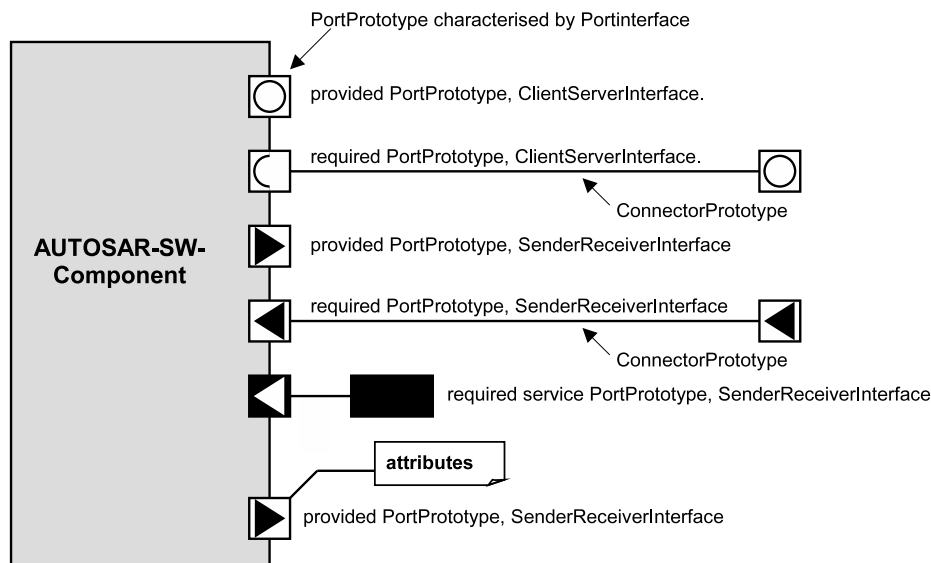 PortPrototype characterised by Portinterface
provided PortPrototype, ClientServerInterface.
required PortPrototype, ClientServerInterface.
ConnectorPrototype
AUTOSAR-SW-
Component
provided PortPrototype, SenderReceiverInterface
required PortPrototype, SenderReceiverInterface
ConnectorPrototype
required service PortPrototype, SenderReceiverInterface
attributes
provided PortPrototype, SenderReceiverInterface